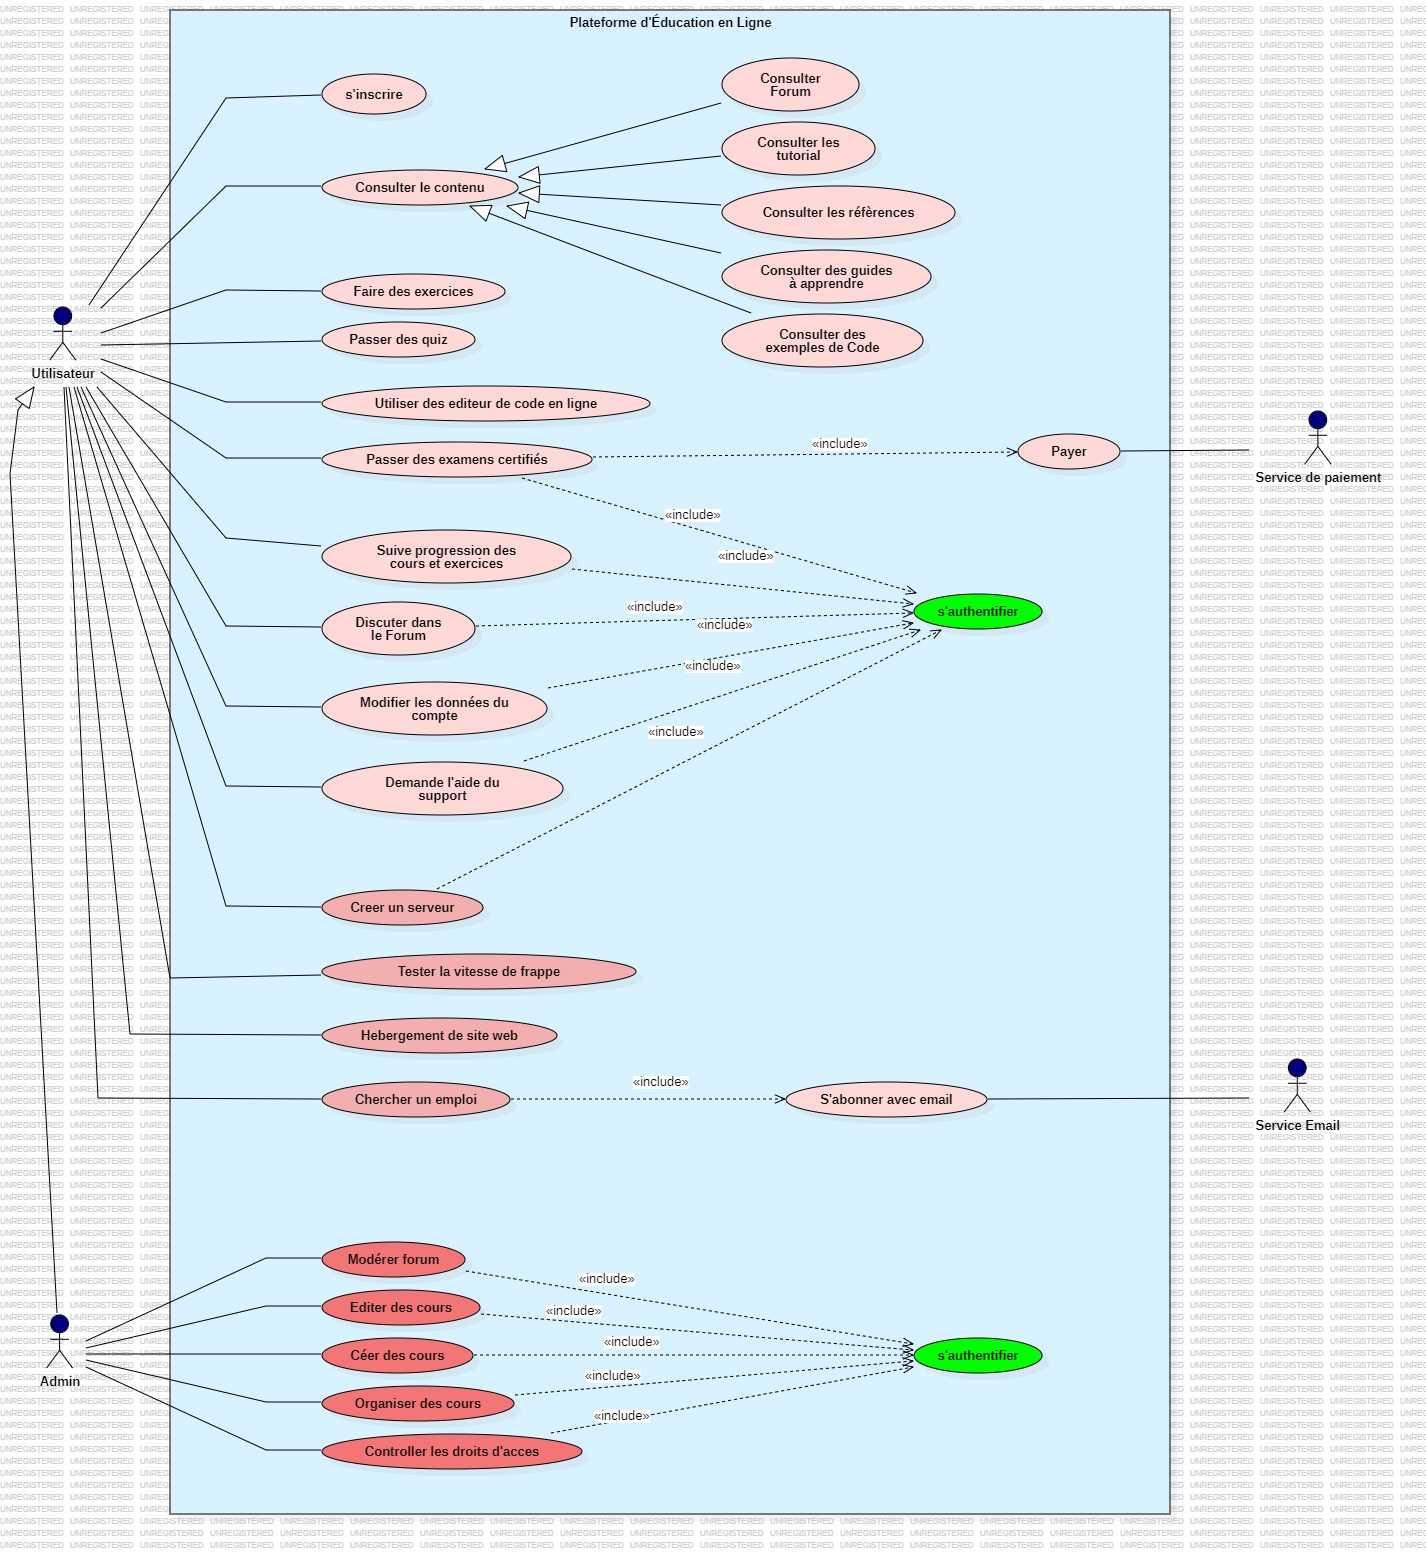 Plateforme d'Éducation en Ligne
s'inscrire
Consulter
Forum
Consulter les
tutorial
Consulter le contenu
Consulter les réfèrences
Consulter des guides
à apprendre
Faire des exercices
Passer des quiz
Consulter des
exemples de Code
Utilisateur
Utiliser des editeur de code en ligne
Passer des examens certifiés
«include»
Payer
Service de paiement
«include»
Suive progression des
cours et exercices
«include»
«include»
s'authentifier
Discuter dans
le Forum
«include»
«include»
Modifier les données du
compte
«include»
Demande l'aide du
support
Creer un serveur
Tester la vitesse de frappe
Hebergement de site web
Chercher un emploi
«include»
S'abonner avec email
Service Email
Modérer forum
«include»
Editer des cours
«include»
Céer des cours
«include»
s'authentifier
Admin
«include»
Organiser des cours
«include»
Controller les droits d'acces
UNREGISTERED